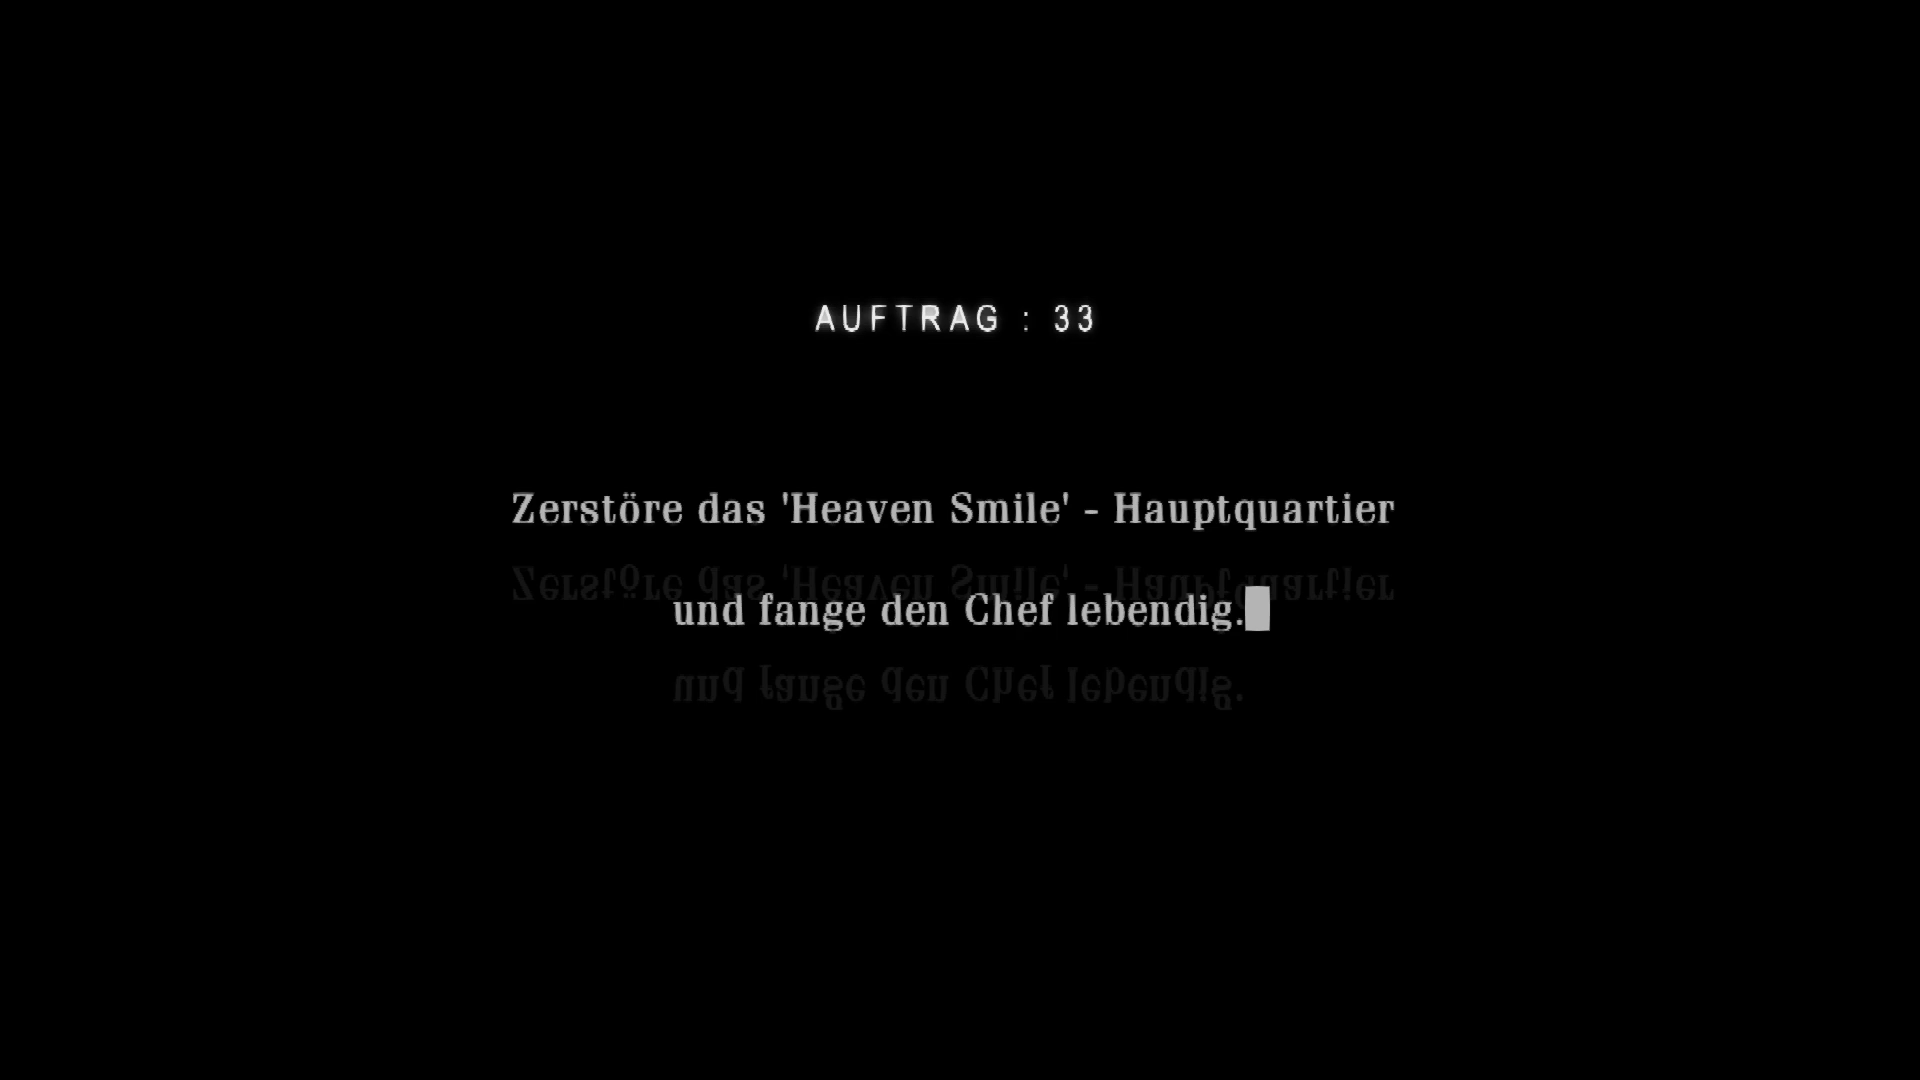 AUFTRAG : 33
Zerstöre das 'Heaven Smile' - Hauptquartier
und fange den Chef lebendig.